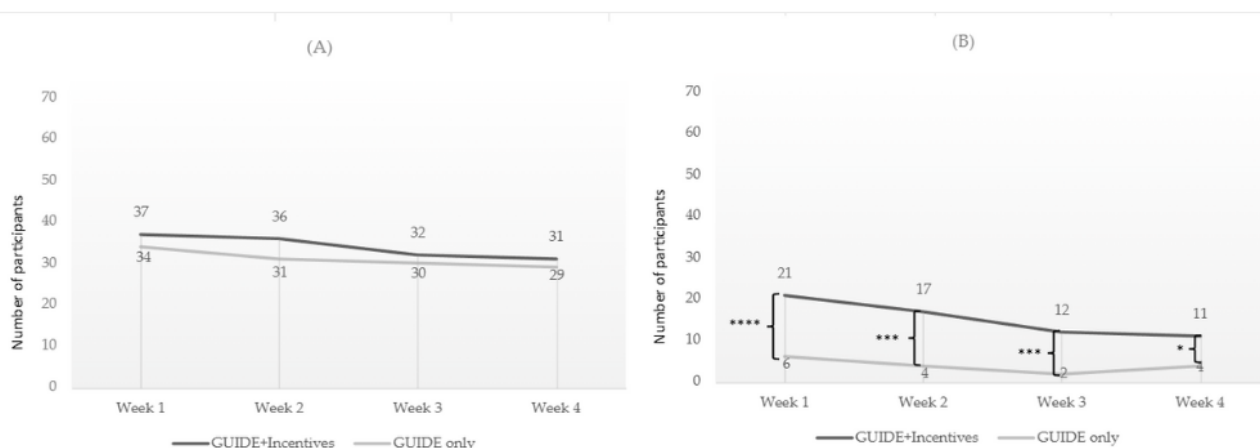 (A)
Number of participants
70
60
50
40
30
20
10
0
37
36
32
31
34
31
30
29
Week 1
Week 2
Week 3
Week 4
GUIDE+Incentives
GUIDE only
(B)
Number of participants
70
60
50
40
30
20
10
0
21
17
12
11
****
***
***
*
6
4
2
4
Week 1
Week 2
Week 3
Week 4
GUIDE+Incentives
GUIDE only